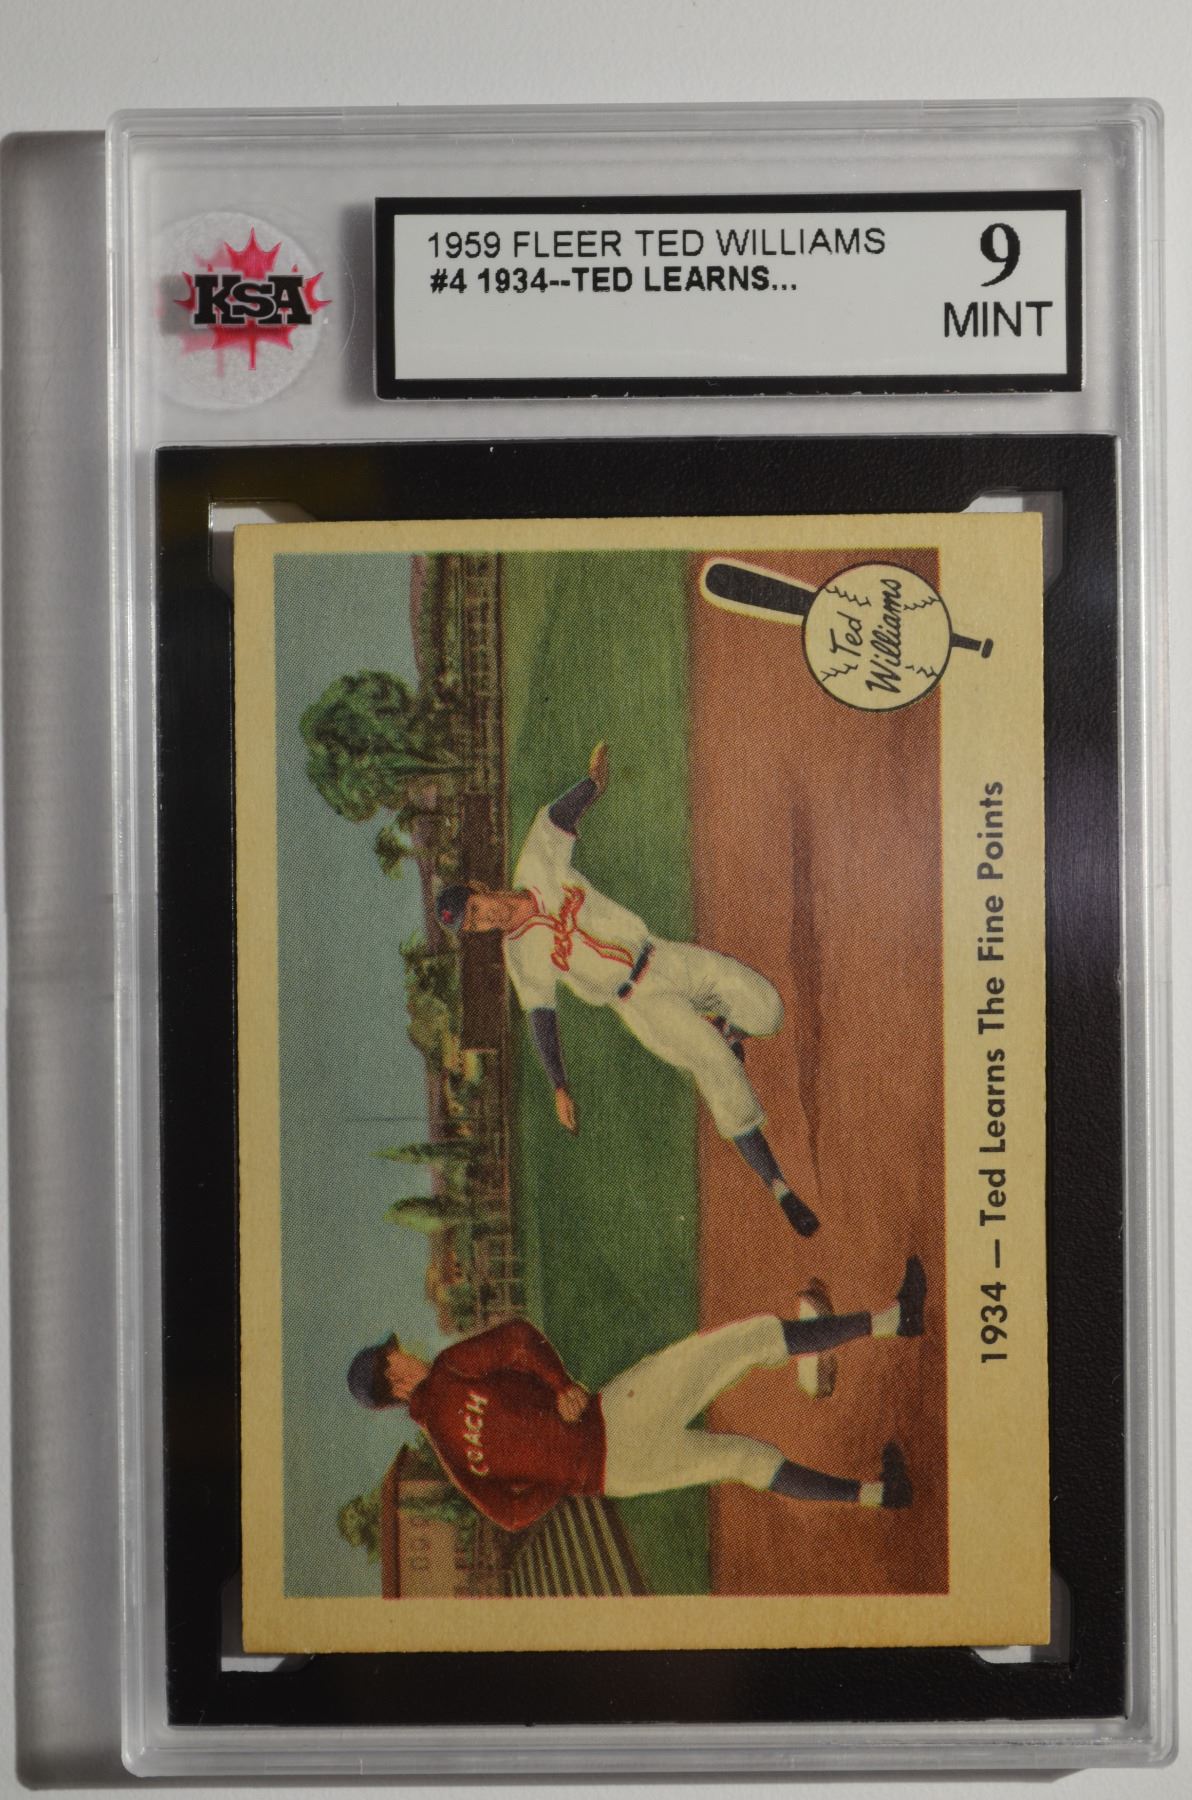 KSA
1959 FLEER TED WILLIAMS
#4 1934--TED LEARNS...
9
MINT
Ted
Williams
COACH
1934 — Ted Learns The Fine Points